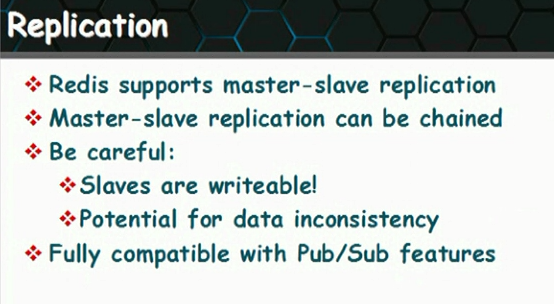 Replication
Redis supports master-slave replication
Master-slave replication can be chained
Be careful:
Slaves are writeable!
Potential for data inconsistency
Fully compatible with Pub/Sub features